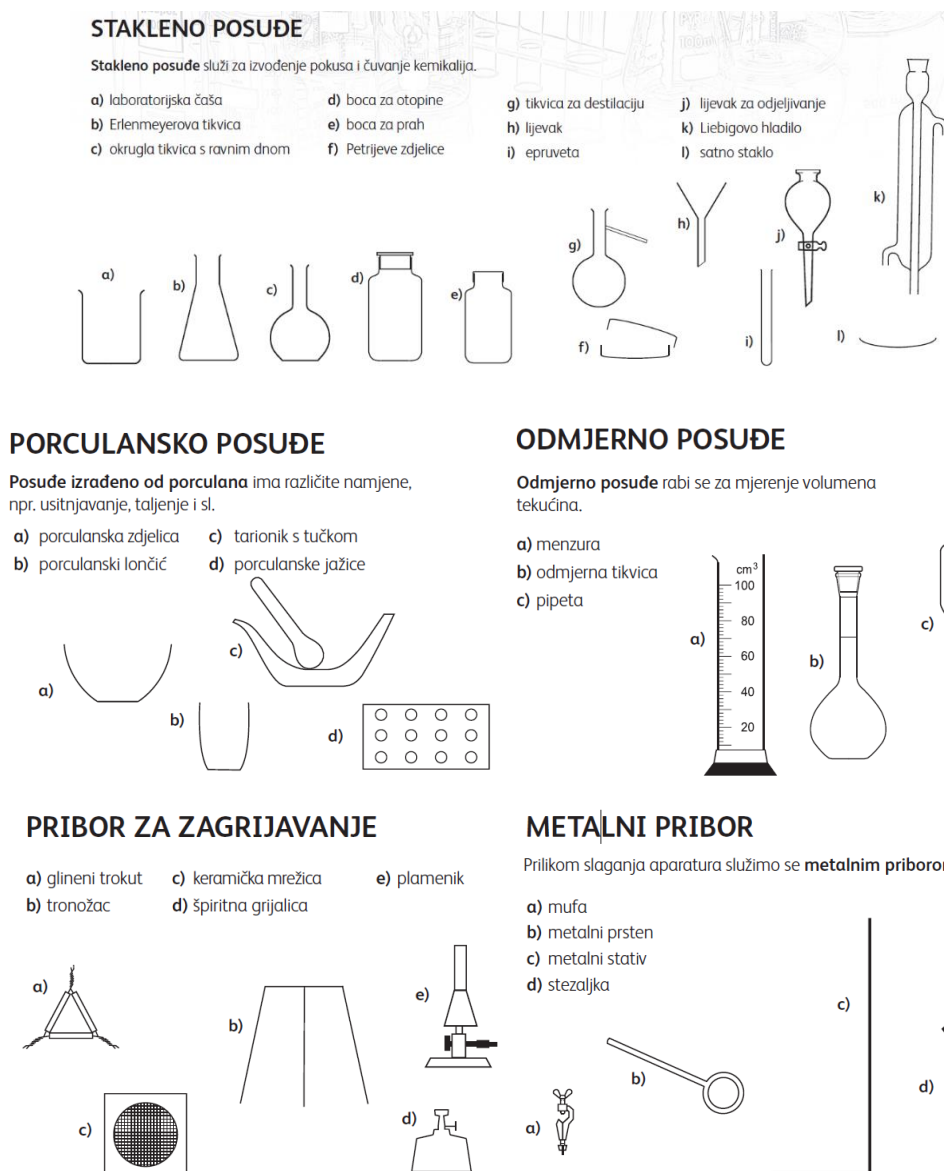 STAKLENO POSUĐE
Stakleno posuđe služi za izvođenje pokusa i čuvanje kemikalija.
a) laboratorijska čaša
b) Erlenmeyerova tikvica
c) okrugla tikvica s ravnim dnom
d) boca za otopine
e) boca za prah
f) Petrijeve zdjelice
g) tikvica za destilaciju
h) lijevak
i) epruveta
j) lijevak za odjeljivanje
k) Liebigovo hladilo
l) satno staklo
a)
b)
c)
d)
e)
f)
g)
h)
i)
j)
k)
l)
PORCULANSKO POSUĐE
Posuđe izrađeno od porculana ima različite namjene,
npr. usitnjavanje, taljenje i sl.
a) porculanska zdjelica
b) porculanski lončić
c) tarionik s tučkom
d) porculanske jažice
a)
b)
c)
d)
ODMJERNO POSUĐE
Odmjerno posuđe rabi se za mjerenje volumena
tekućina.
a) menzura
b) odmjerna tikvica
c) pipeta
a)
cm³
100
80
60
40
20
b)
c)
PRIBOR ZA ZAGRIJAVANJE
a) glineni trokut
b) tronožac
c) keramička mrežica
d) špiritna grijalica
e) plamenik
a)
b)
c)
d)
e)
METALNI PRIBOR
Prilikom slaganja aparatura služimo se metalnim priborom
a) mufa
b) metalni prsten
c) metalni stativ
d) stezaljka
a)
b)
c)
d)